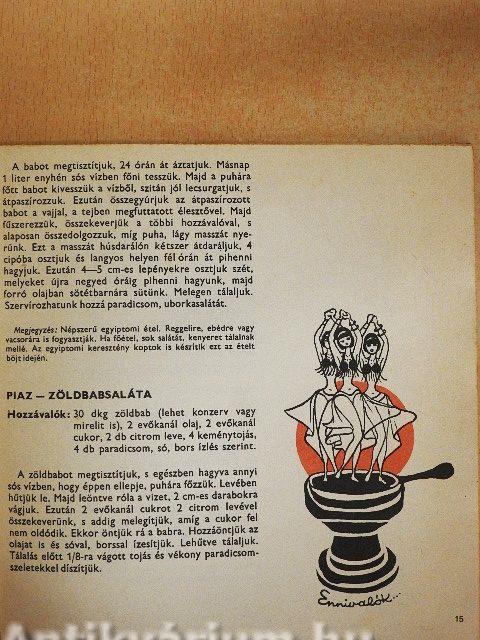 A babot megtisztítjuk, 24 órán át áztatjuk. Másnap
1 liter enyhén sós vízben főni tesszük. Majd a puhára
főtt babot kivesszük a vízből, szitán jól lecsurgatjuk, s
átpaszírozzuk. Ezután összegyúrjuk az átpaszírozott
babot a vajjal, a tejben megfuttatott élesztővel. Majd
fűszerezzük, összekeverjük a többi hozzávalóval, s
alaposan összedolgozzuk, míg puha, lágy masszát nye-
rünk. Ezt a masszát húsdarálón kétszer átdaráljuk, 4
cipóba osztjuk és langyos helyen fél órán át pihenni
hagyjuk. Ezután 4—5 cm-es lepényekre osztjuk szét,
melyeket újra negyed óráig pihenni hagyunk, majd
forró olajban sötétbarnára sütünk. Melegen tálaljuk.
Szervírozhatunk hozzá paradicsom, uborkasalátát.
Megjegyzés: Népszerű egyiptomi étel. Reggelire, ebédre vagy
vacsorára is fogyasztják. Ha főétel, sok salátát, kenyeret tálalnak
mellé. Az egyiptomi keresztény koptok is készítik ezt az ételt
böjt idején.
PIAZ — ZÖLDBABSALÁTA
Hozzávalók: 30 dkg zöldbab (lehet konzerv vagy
mirelit is), 2 evőkanál olaj, 2 evőkanál
cukor, 2 db citrom leve, 4 keménytojás,
4 db paradicsom, só, bors ízlés szerint.
A zöldbabot megtisztítjuk, s egészben hagyva annyi
sós vízben, hogy éppen ellepje, puhára főzzük. Levében
hűtjük le. Majd leöntve róla a vizet, 2 cm-es darabokra
vágjuk. Ezután 2 evőkanál cukrot 2 citrom levével
összekeverünk, s addig melegítjük, amíg a cukor fel
nem oldódik. Ekkor öntjük rá a babra. Hozzáöntjük az
olajat is és sóval, borssal ízesítjük. Lehűtve tálaljuk.
Tálalás előtt 1/8-ra vágott tojás és vékony paradicsom-
szeletekkel díszítjük.
Ennivalók...
15
Antikvárium.hu